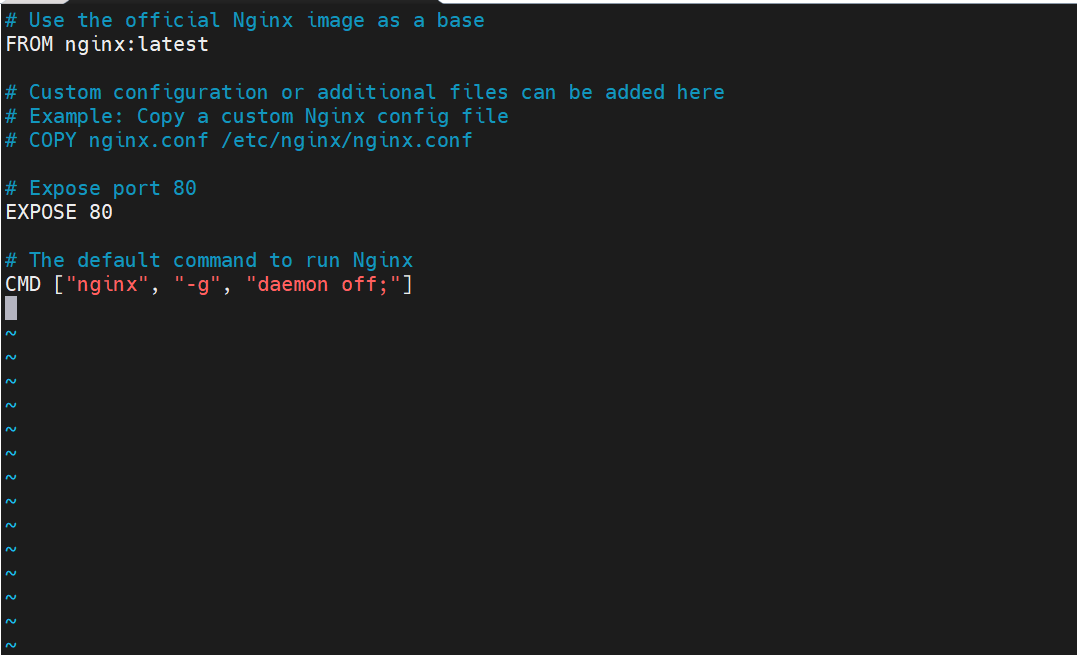 # Use the official Nginx image as a base
FROM nginx:latest
# Custom configuration or additional files can be added here
# Example: Copy a custom Nginx config file
# COPY nginx.conf /etc/nginx/nginx.conf
# Expose port 80
EXPOSE 80
# The default command to run Nginx
CMD ["nginx", "-g", "daemon off;"]
~
~
~
~
~
~
~
~
~
~
~
~
~
~